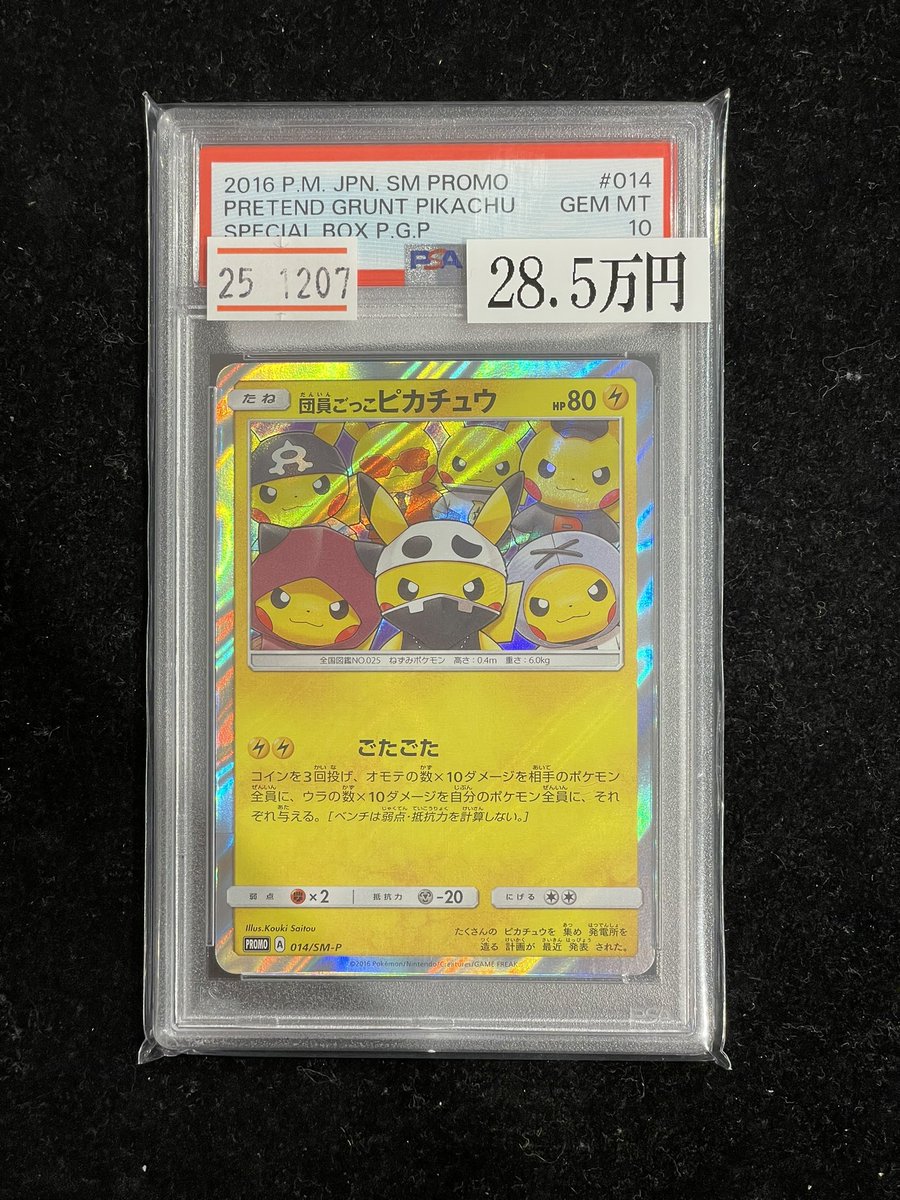 2016 P.M. JPN. SM PROMO #014
PRETEND GRUNT PIKACHU GEM MT
SPECIAL BOX P.G.P 10
PSA
25 1207
28.5万円
たね 団員ごっこピカチュウ HP80
たんいん
全国図鑑NO.025 ねずみポケモン 高さ:0.4m 重さ:6.0kg
ごたごた
コインを3回投げ、オモテの数×10ダメージを相手のポケモン
全員に、ウラの数×10ダメージを自分のポケモン全員に、それ
ぞれ与える。[ベンチは弱点・抵抗力を計算しない。]
弱点 ×2 抵抗力 -20 にげる
Illus.Kouki Saitou
PROMO A 014/SM-P
たくさんの ピカチュウを 集め 発電所を
造る 計画が 最近 発表 された。
©2016 Pokémon/Nintendo/Creatures/GAME FREAK